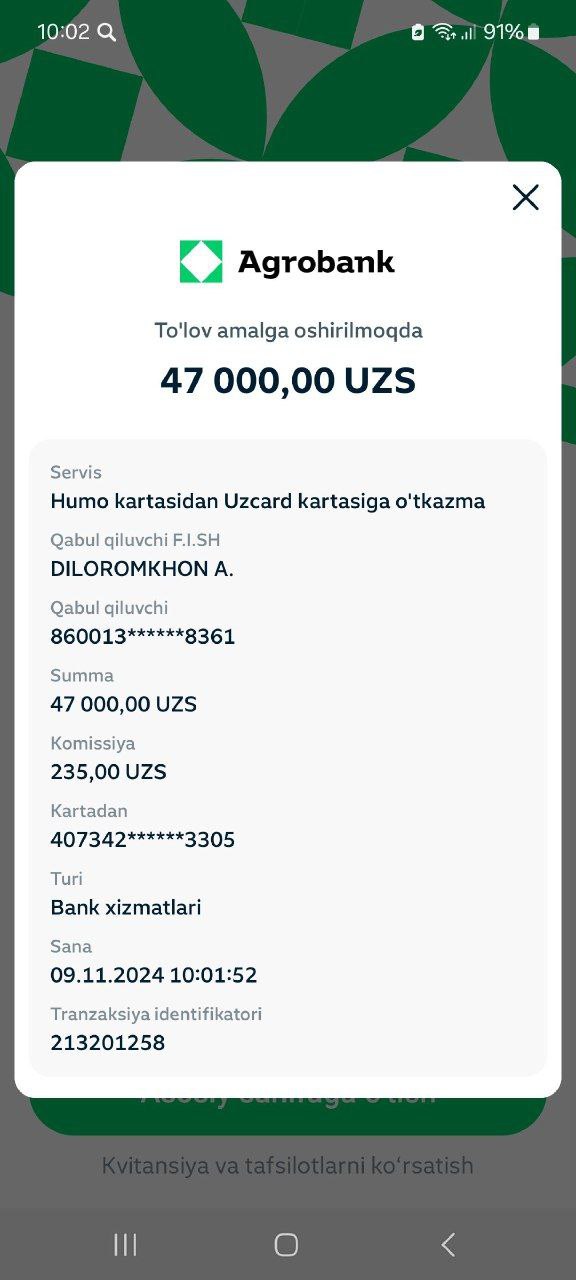 10:02
91%
Agrobank
To'lov amalga oshirilmoqda
47 000,00 UZS
Servis
Humo kartasidan Uzcard kartasiga o'tkazma
Qabul qiluvchi F.I.SH
DILOROMKHON A.
Qabul qiluvchi
860013******8361
Summa
47 000,00 UZS
Komissiya
235,00 UZS
Kartadan
407342******3305
Turi
Bank xizmatlari
Sana
09.11.2024 10:01:52
Tranzaksiya identifikatori
213201258
Kvitansiya va tafsilotlarni ko‘rsatish